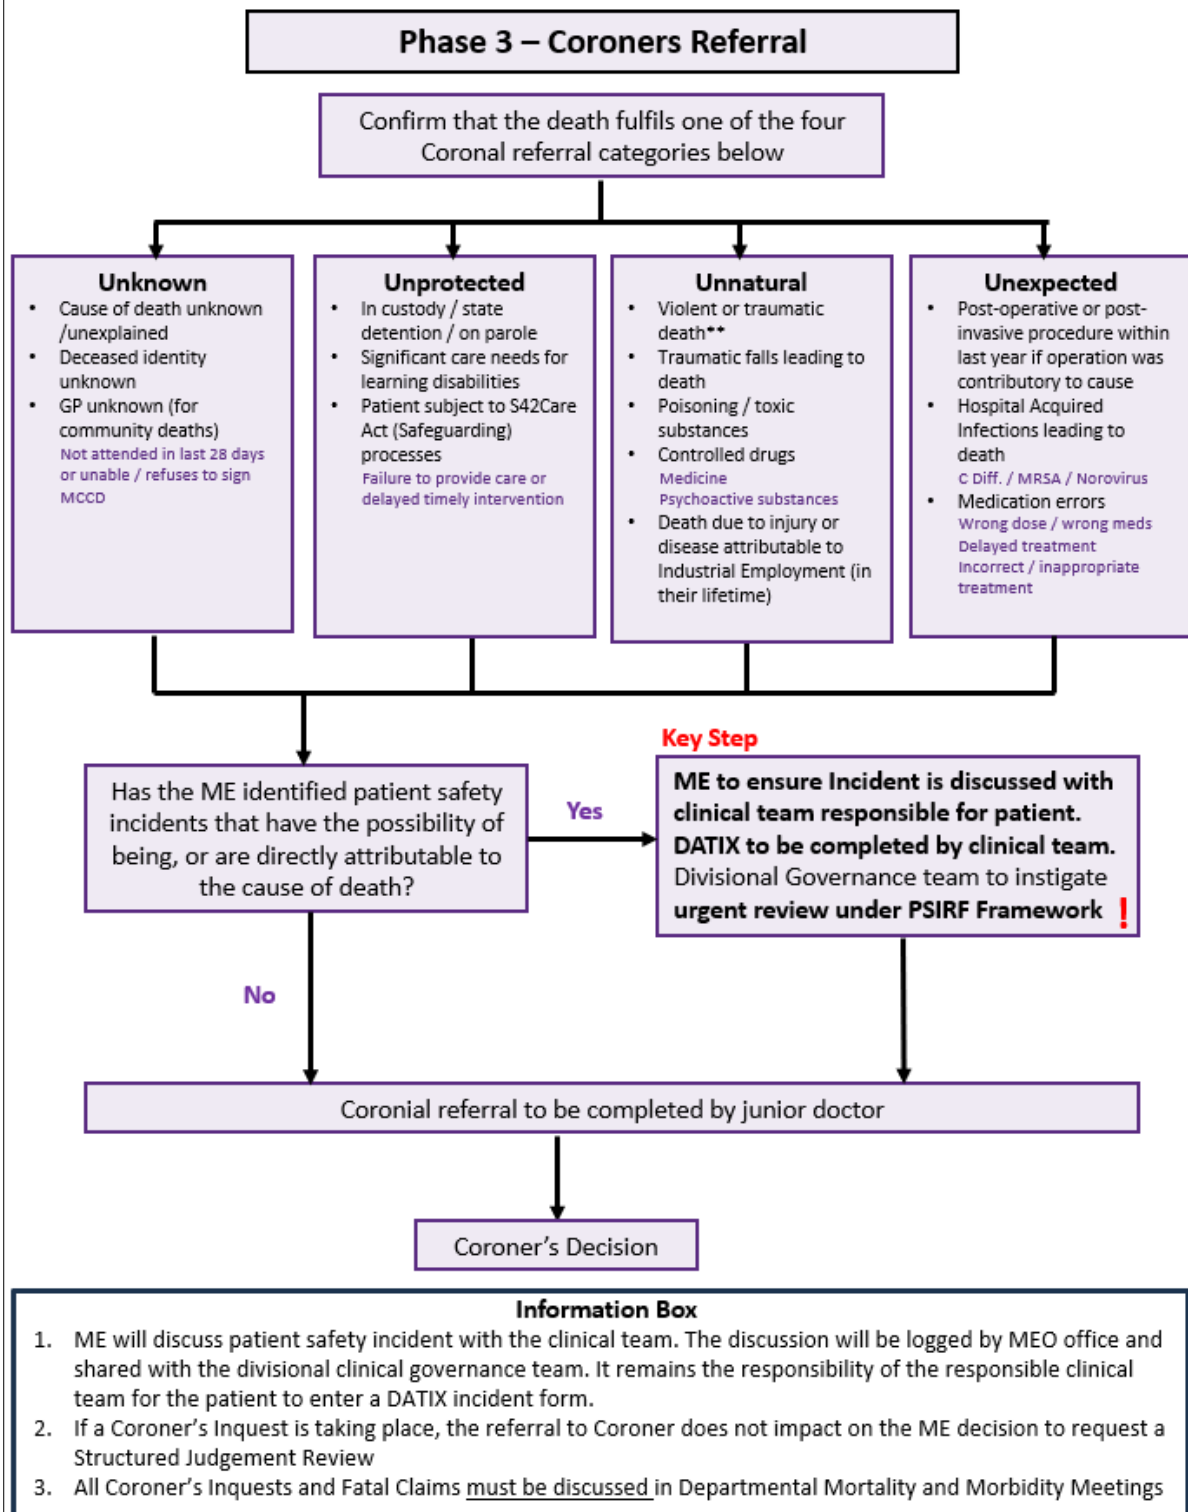 Phase 3 – Coroners Referral
Confirm that the death fulfils one of the four
Coronal referral categories below
Unknown
• Cause of death unknown
/unexplained
• Deceased identity
unknown
• GP unknown (for
community deaths)
Not attended in last 28 days
or unable / refuses to sign
MCCD
Unprotected
• In custody / state
detention / on parole
• Significant care needs for
learning disabilities
• Patient subject to S42Care
Act (Safeguarding)
processes
Failure to provide care or
delayed timely intervention
Unnatural
• Violent or traumatic
death**
• Traumatic falls leading to
death
• Poisoning / toxic
substances
• Controlled drugs
Medicine
Psychoactive substances
• Death due to injury or
disease attributable to
Industrial Employment (in
their lifetime)
Unexpected
• Post-operative or post-
invasive procedure within
last year if operation was
contributory to cause
• Hospital Acquired
Infections leading to
death
C Diff. / MRSA / Norovirus
• Medication errors
Wrong dose / wrong meds
Delayed treatment
Incorrect / inappropriate
treatment
Has the ME identified patient safety
incidents that have the possibility of
being, or are directly attributable to
the cause of death?
Yes
Key Step
ME to ensure Incident is discussed with
clinical team responsible for patient.
DATIX to be completed by clinical team.
Divisional Governance team to instigate
urgent review under PSIRF Framework !
No
Coronial referral to be completed by junior doctor
Coroner's Decision
Information Box
1. ME will discuss patient safety incident with the clinical team. The discussion will be logged by MEO office and
shared with the divisional clinical governance team. It remains the responsibility of the responsible clinical
team for the patient to enter a DATIX incident form.
2. If a Coroner's Inquest is taking place, the referral to Coroner does not impact on the ME decision to request a
Structured Judgement Review
3. All Coroner's Inquests and Fatal Claims must be discussed in Departmental Mortality and Morbidity Meetings